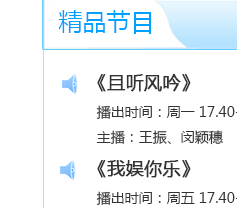 精品节目
《且听风吟》
播出时间：周一 17.40-
主播：王振、闵颖穗
《我娱你乐》
播出时间：周五 17.40-